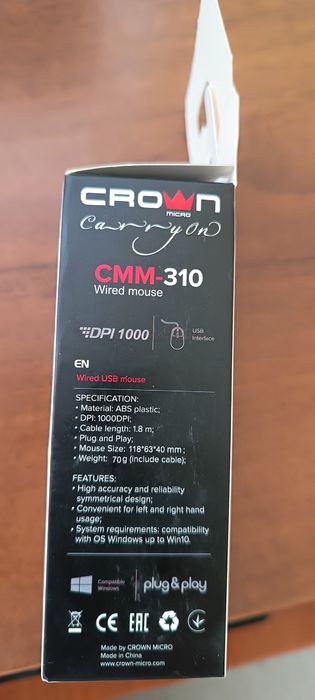 CROWN
MICRO
Carry On
CMM-310
Wired mouse
DPI 1000
USB
Interface
EN
Wired USB mouse
SPECIFICATION:
• Material: ABS plastic;
• DPI: 1000DPI;
• Cable length: 1.8 m;
• Plug and Play;
• Mouse Size: 118*63*40 mm;
• Weight: 70g (include cable);
FEATURES:
• High accuracy and reliability
symmetrical design;
• Convenient for left and right hand
usage;
• System requirements: compatibility
with OS Windows up to Win10.
Compatible
Windows
plug & play
CE EAC
Made by CROWN MICRO
Made in China
www.crown-micro.com